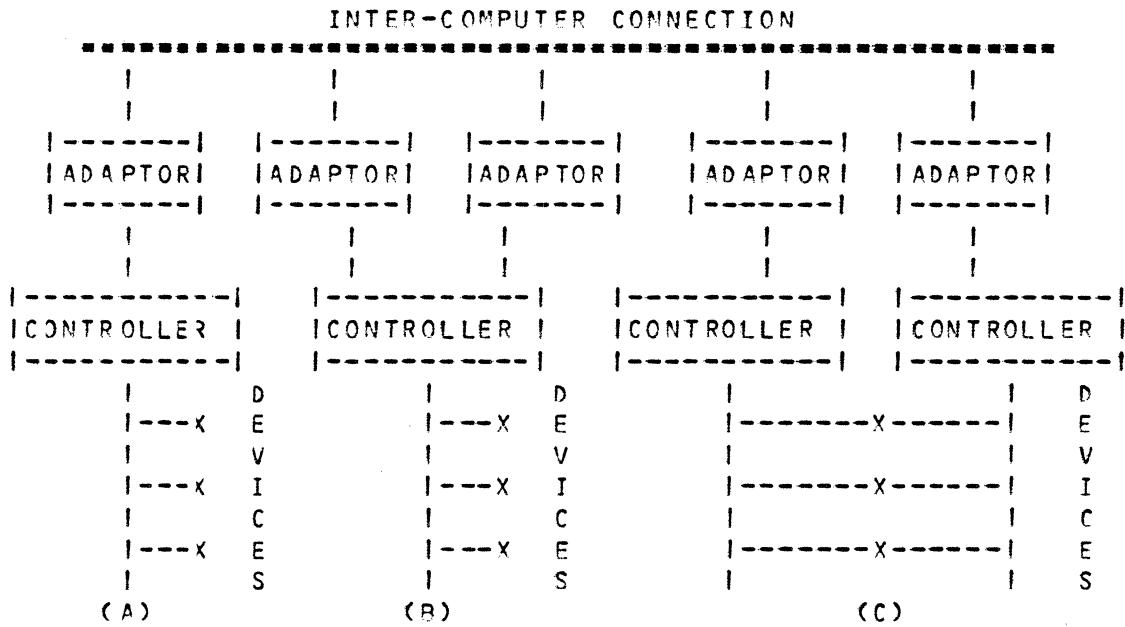 INTER-COMPUTER CONNECTION
ADAPTOR ADAPTOR ADAPTOR ADAPTOR ADAPTOR
CONTROLLER CONTROLLER CONTROLLER CONTROLLER
D D D
X X X E E E
V V V
X X X I I I
C C C
X X X E E E
S S S
(A) (B) (C)